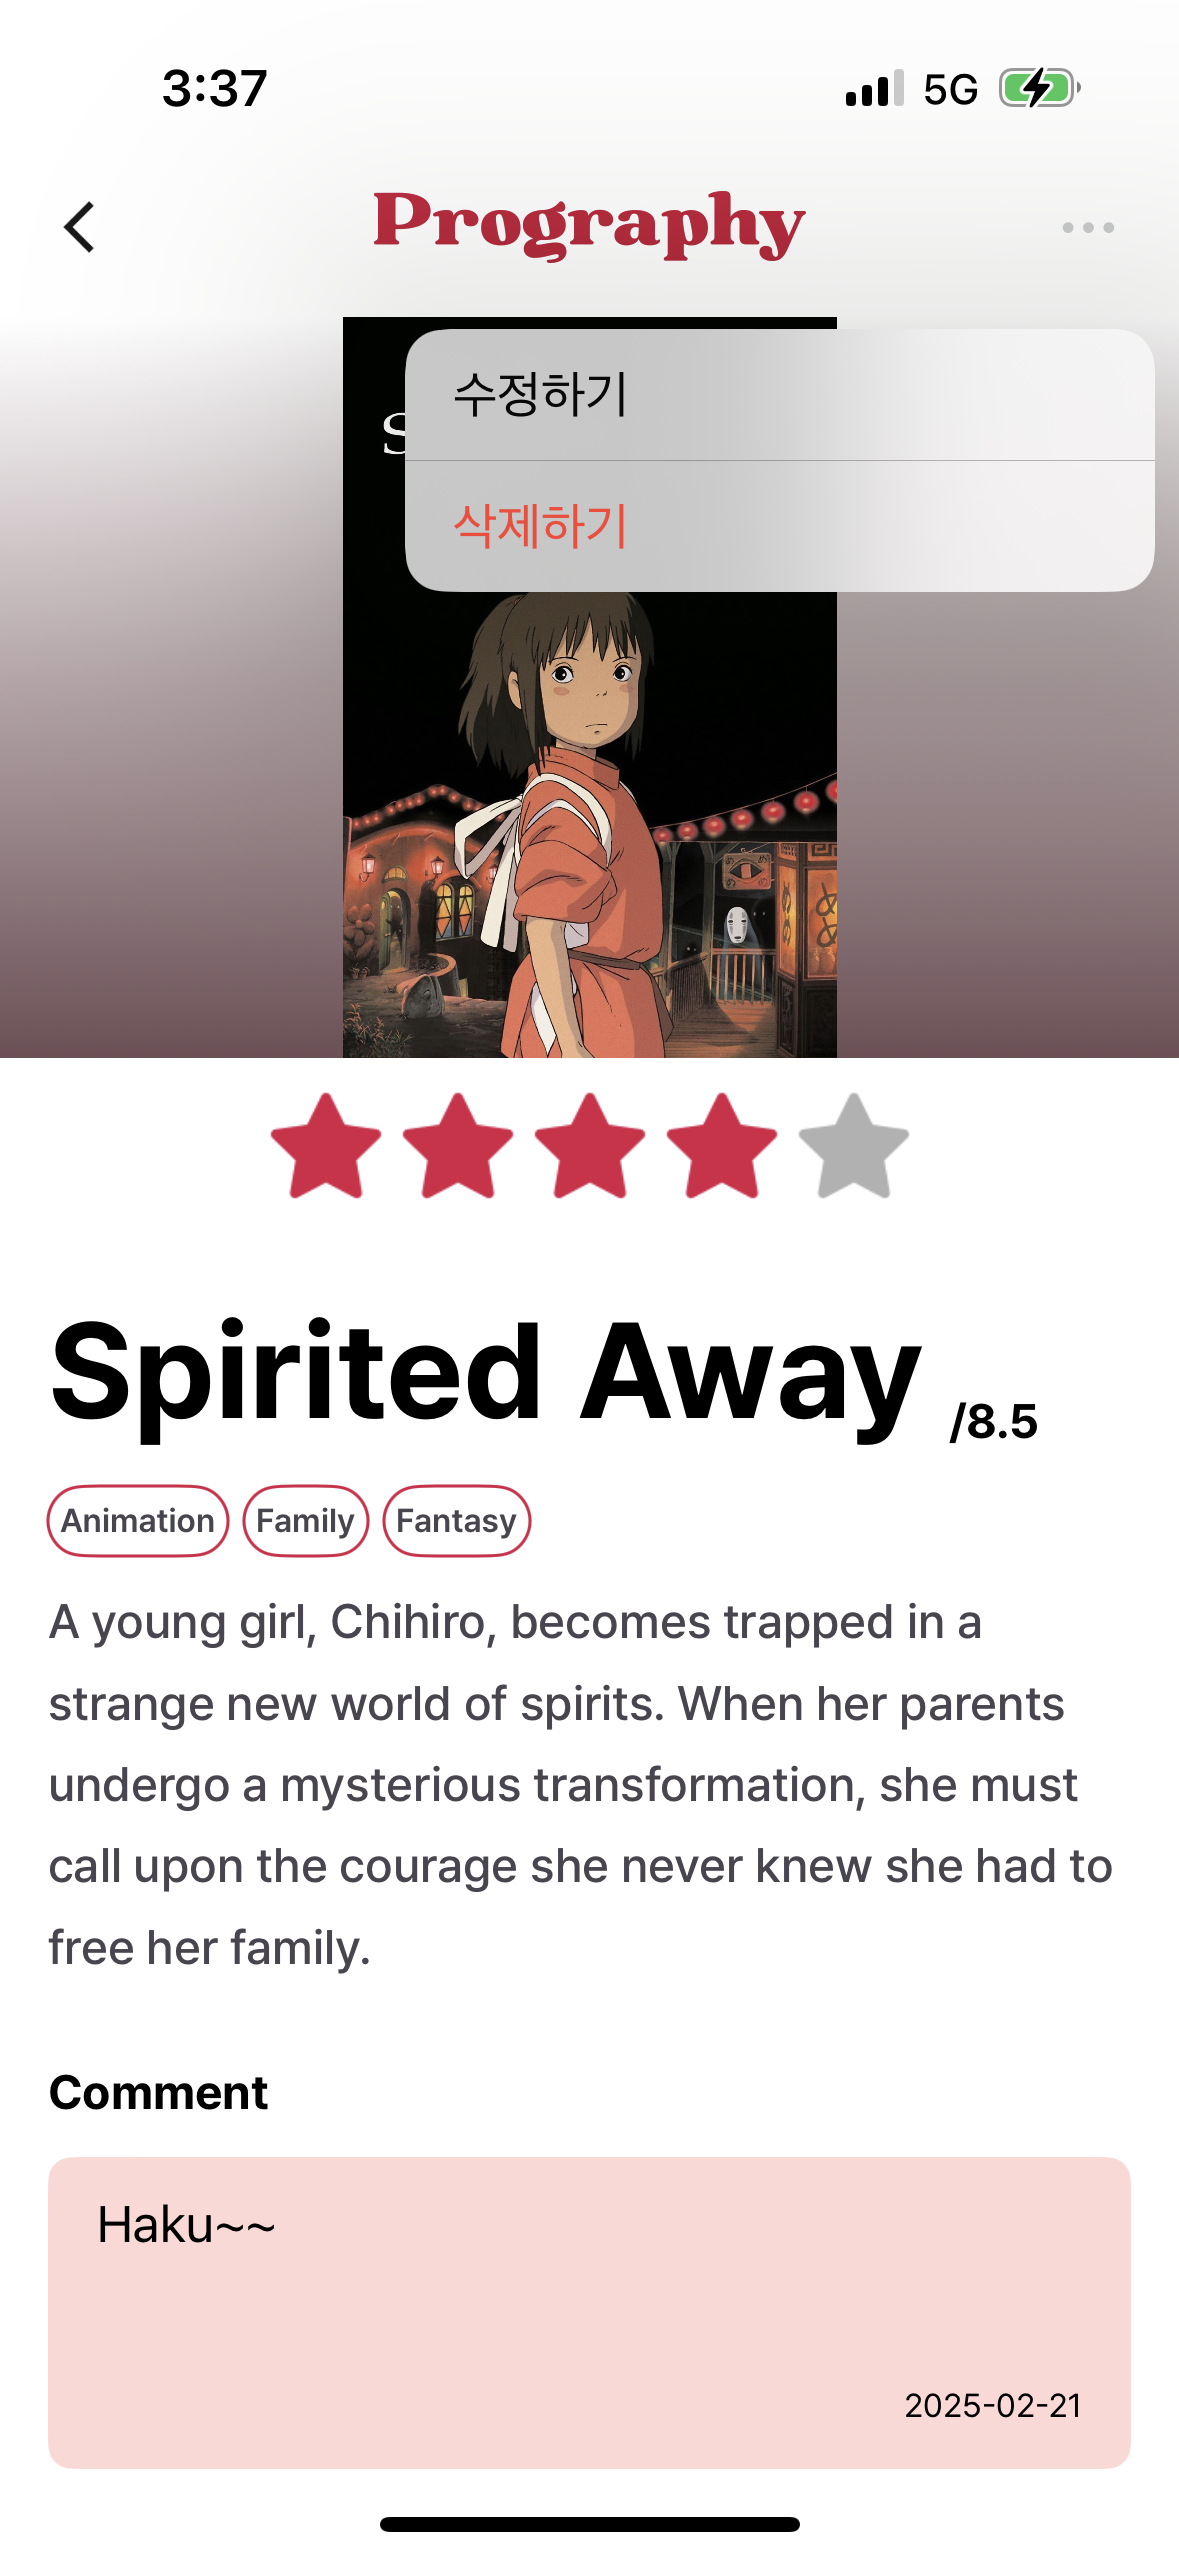 3:37
5G
Prography
수정하기
S
삭제하기
め
め
Spirited Away /8.5
Animation Family Fantasy
A young girl, Chihiro, becomes trapped in a
strange new world of spirits. When her parents
undergo a mysterious transformation, she must
call upon the courage she never knew she had to
free her family.
Comment
Haku~~
2025-02-21